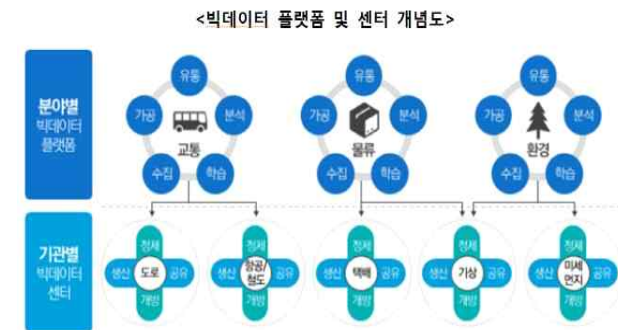 <빅데이터 플랫폼 및 센터 개념도>
분야별
빅데이터
플랫폼
유통
가공
분석
교통
수집
학습
유통
가공
분석
물류
수집
학습
유통
가공
분석
환경
수집
학습
기관별
빅데이터
센터
정제
생산
도로
공유
개방
정제
생산
항공/
철도
공유
개방
정제
생산
택배
공유
개방
정제
생산
기상
공유
개방
정제
생산
미세
먼지
공유
개방